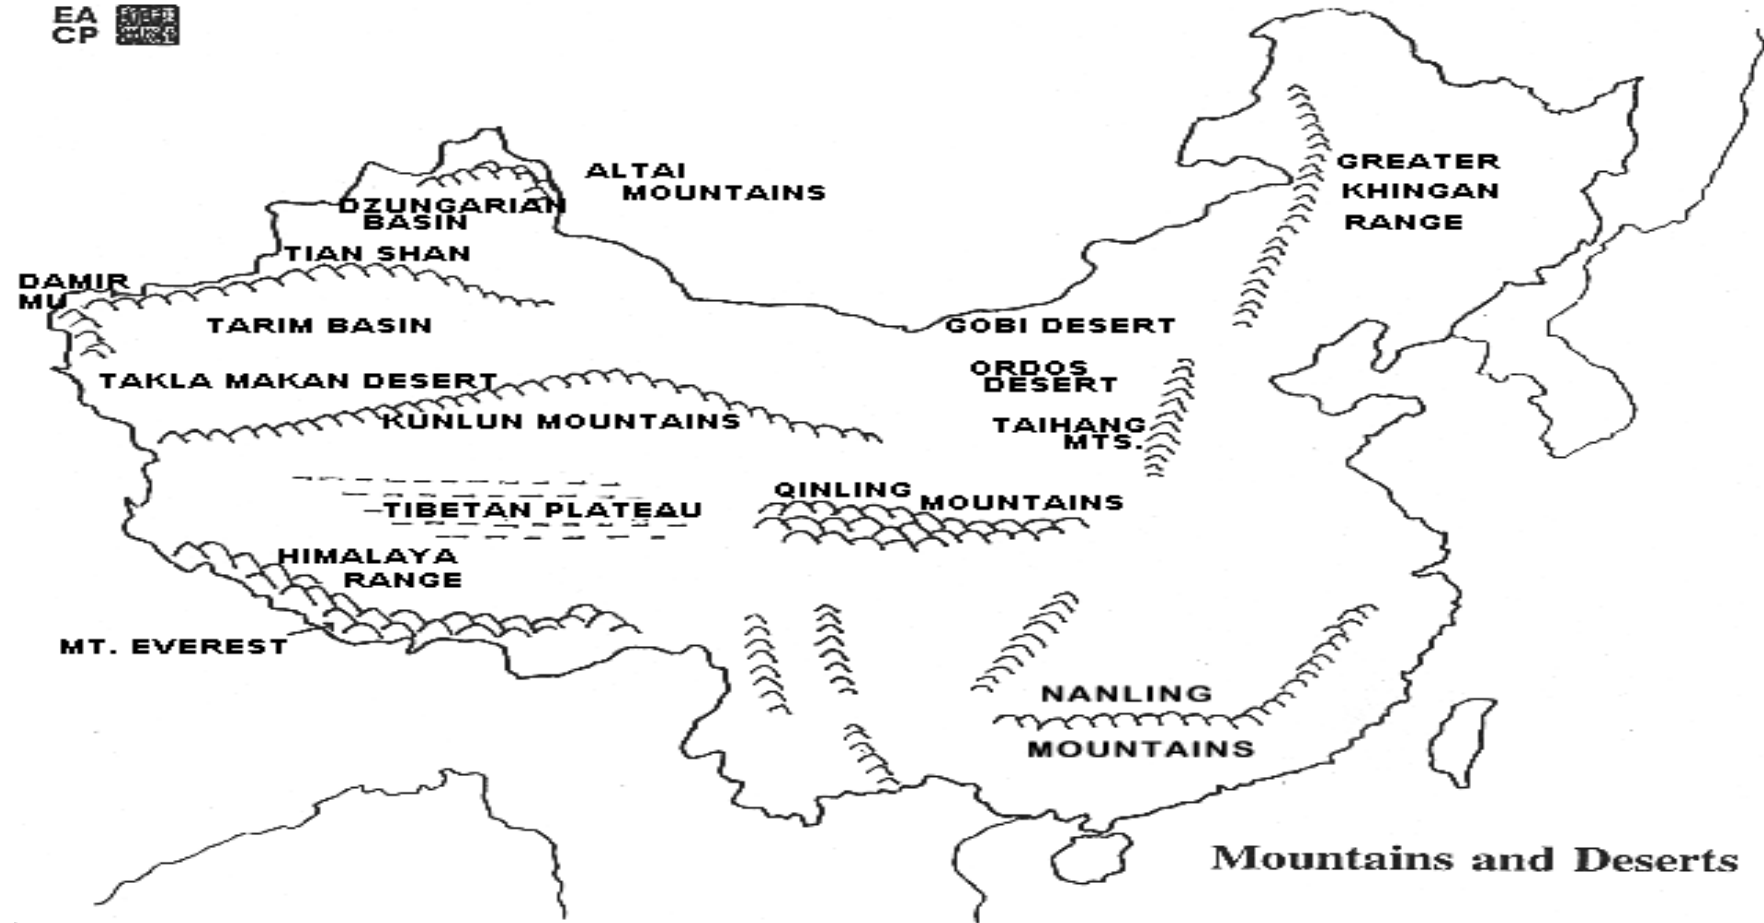 EA
CP
ALTAI
MOUNTAINS
DZUNGARIAN
BASIN
TIAN SHAN
DAMIR
MU
TARIM BASIN
TAKLA MAKAN DESERT
KUNLUN MOUNTAINS
GREATER
KHINGAN
RANGE
GOBI DESERT
ORDOS
DESERT
TAIHANG
MTS.
QINLING MOUNTAINS
TIBETAN PLATEAU
HIMALAYA
RANGE
MT. EVEREST
NANLING
MOUNTAINS
Mountains and Deserts